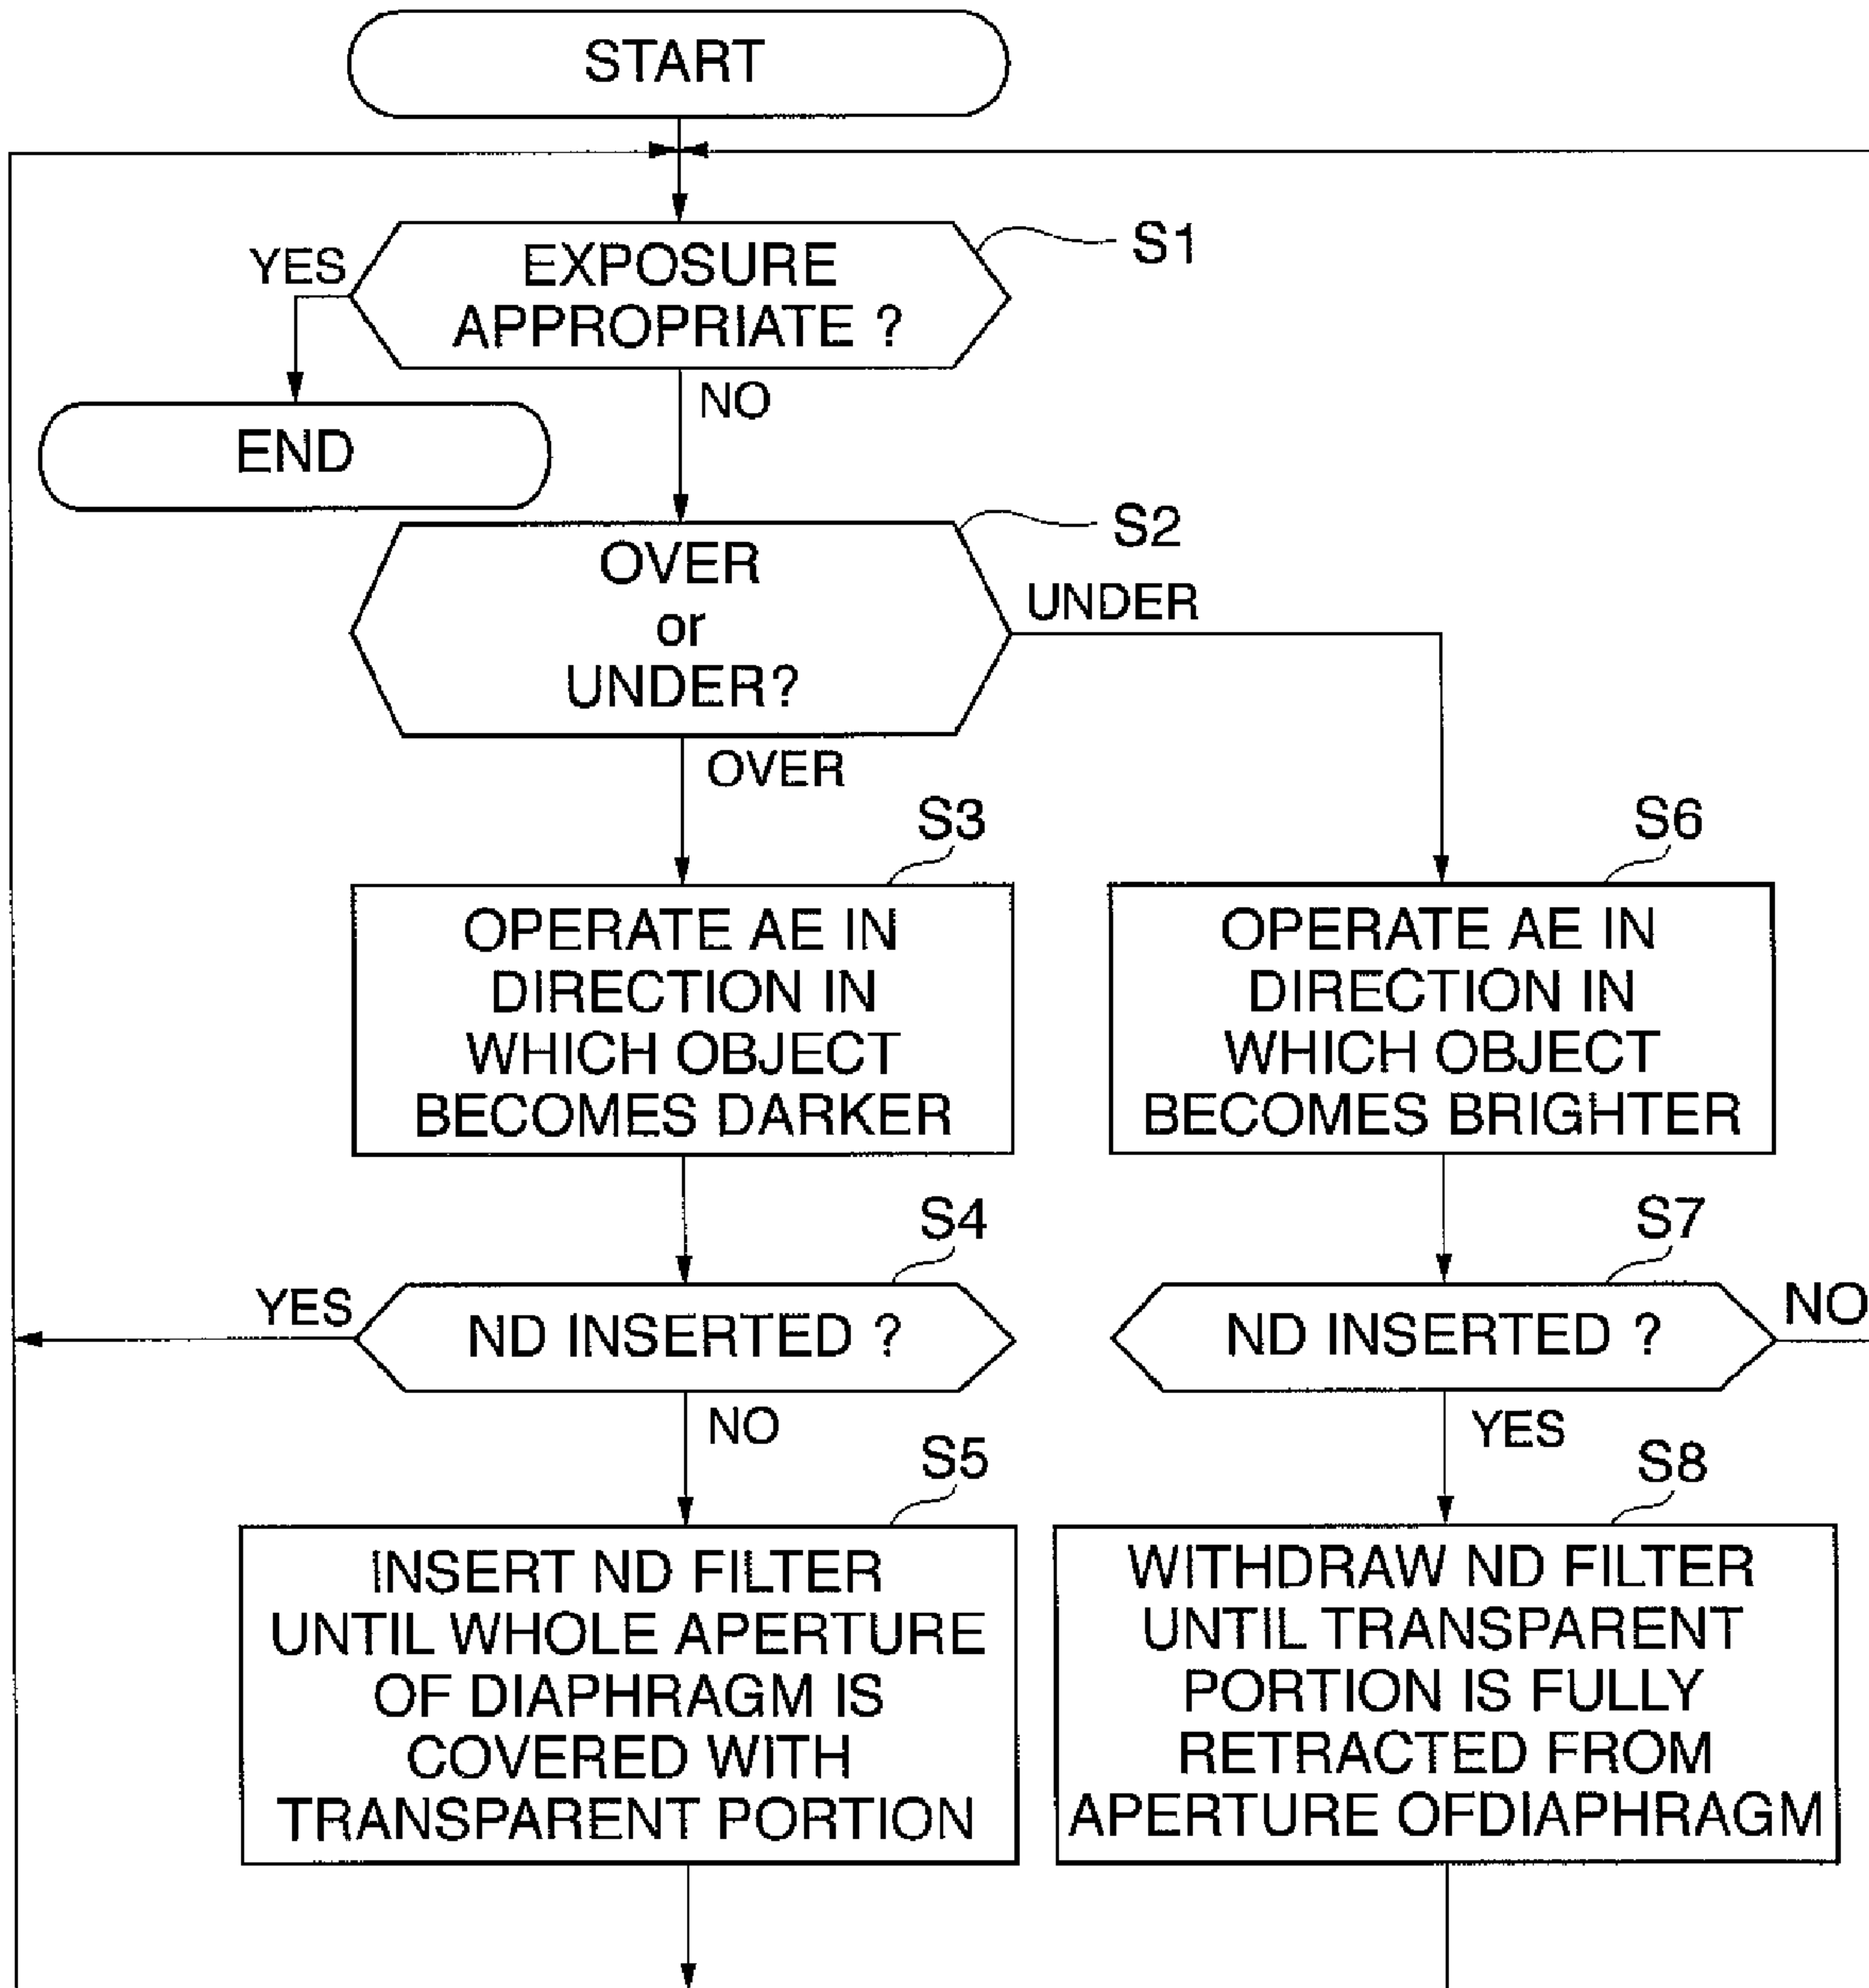 START
S1
YES
EXPOSURE
APPROPRIATE ?
NO
END
S2
OVER
or
UNDER?
UNDER
OVER
S3
OPERATE AE IN
DIRECTION IN
WHICH OBJECT
BECOMES DARKER
S6
OPERATE AE IN
DIRECTION IN
WHICH OBJECT
BECOMES BRIGHTER
S4
YES
ND INSERTED ?
NO
S7
ND INSERTED ?
NO
YES
S5
INSERT ND FILTER
UNTIL WHOLE APERTURE
OF DIAPHRAGM IS
COVERED WITH
TRANSPARENT PORTION
S8
WITHDRAW ND FILTER
UNTIL TRANSPARENT
PORTION IS FULLY
RETRACTED FROM
APERTURE OFDIAPHRAGM